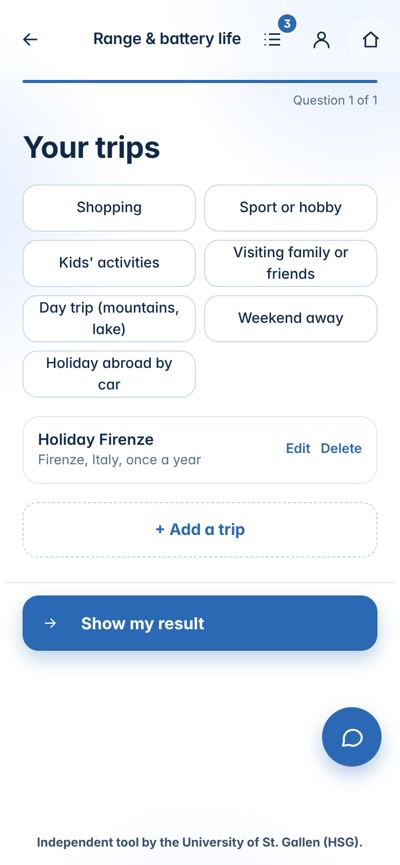 Range & battery life
3
Question 1 of 1
Your trips
Shopping
Sport or hobby
Kids' activities
Visiting family or
friends
Day trip (mountains,
lake)
Weekend away
Holiday abroad by
car
Holiday Firenze
Firenze, Italy, once a year
Edit
Delete
+ Add a trip
Show my result
Independent tool by the University of St. Gallen (HSG).